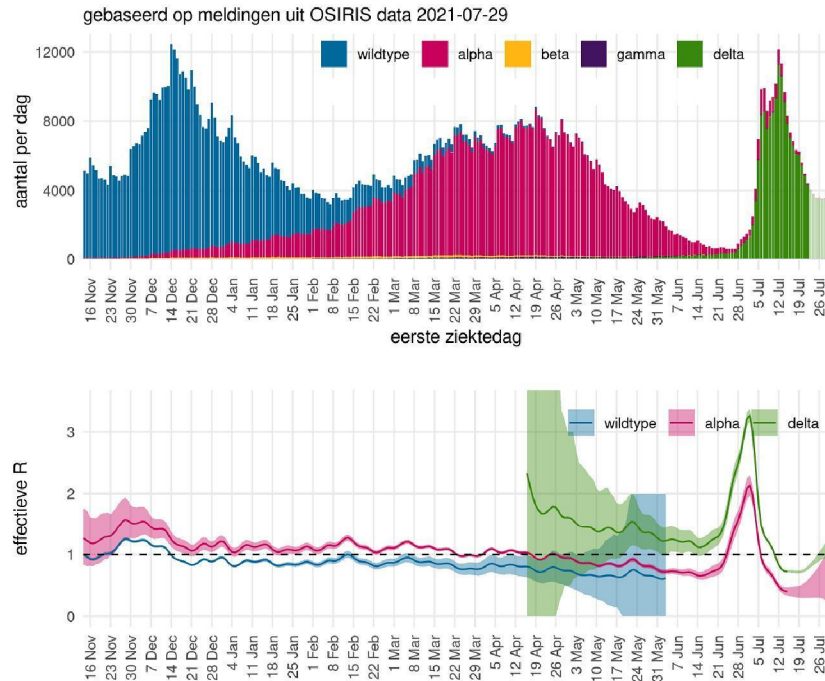 gebaseerd op meldingen uit OSIRIS data 2021-07-29
wildtype alpha beta gamma delta
aantal per dag
12000
8000
4000
0
16 Nov 23 Nov 30 Nov 7 Dec 14 Dec 21 Dec 28 Dec 4 Jan 11 Jan 18 Jan 25 Jan 1 Feb 8 Feb 15 Feb 22 Feb 1 Mar 8 Mar 15 Mar 22 Mar 29 Mar 5 Apr 12 Apr 19 Apr 26 Apr 3 May 10 May 17 May 24 May 31 May 7 Jun 14 Jun 21 Jun 28 Jun 5 Jul 12 Jul 19 Jul 26 Jul
eerste ziektedag
wildtype alpha delta
effectieve R
3
2
1
0
16 Nov 23 Nov 30 Nov 7 Dec 14 Dec 21 Dec 28 Dec 4 Jan 11 Jan 18 Jan 25 Jan 1 Feb 8 Feb 15 Feb 22 Feb 1 Mar 8 Mar 15 Mar 22 Mar 29 Mar 5 Apr 12 Apr 19 Apr 26 Apr 3 May 10 May 17 May 24 May 31 May 7 Jun 14 Jun 21 Jun 28 Jun 5 Jul 12 Jul 19 Jul 26 Jul